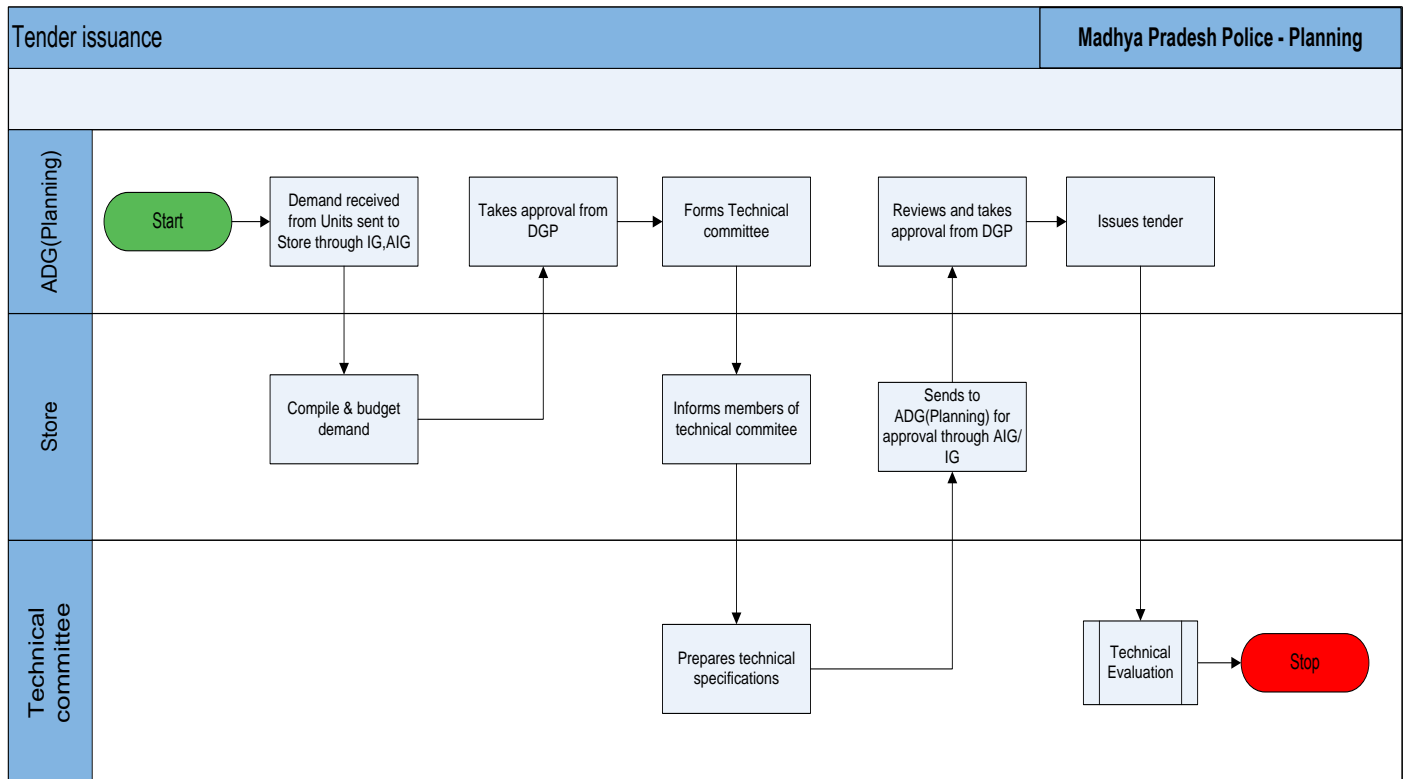 Tender issuance
Madhya Pradesh Police - Planning
ADG(Planning)
Start
Demand received
from Units sent to
Store through IG,AIG
Takes approval from
DGP
Forms Technical
committee
Reviews and takes
approval from DGP
Issues tender
Store
Compile & budget
demand
Informs members of
technical commitee
Sends to
ADG(Planning) for
approval through AIG/
IG
Technical
committee
Prepares technical
specifications
Technical
Evaluation
Stop